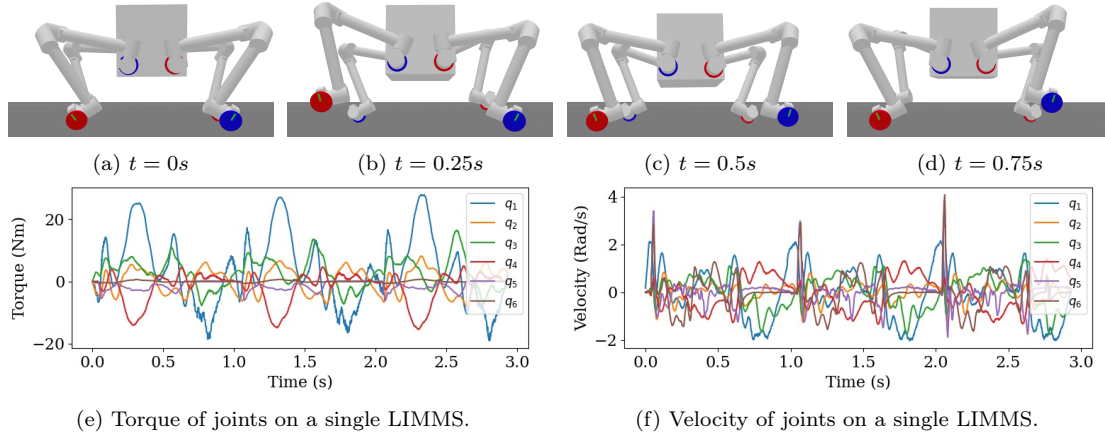 (a) t = 0s
(b) t = 0.25s
(c) t = 0.5s
(d) t = 0.75s
Torque (Nm)
20
0
−20
0.0 0.5 1.0 1.5 2.0 2.5 3.0
Time (s)
q1
q2
q3
q4
q5
q6
Velocity (Rad/s)
4
2
0
−2
0.0 0.5 1.0 1.5 2.0 2.5 3.0
Time (s)
q1
q2
q3
q4
q5
q6
(e) Torque of joints on a single LIMMS.
(f) Velocity of joints on a single LIMMS.